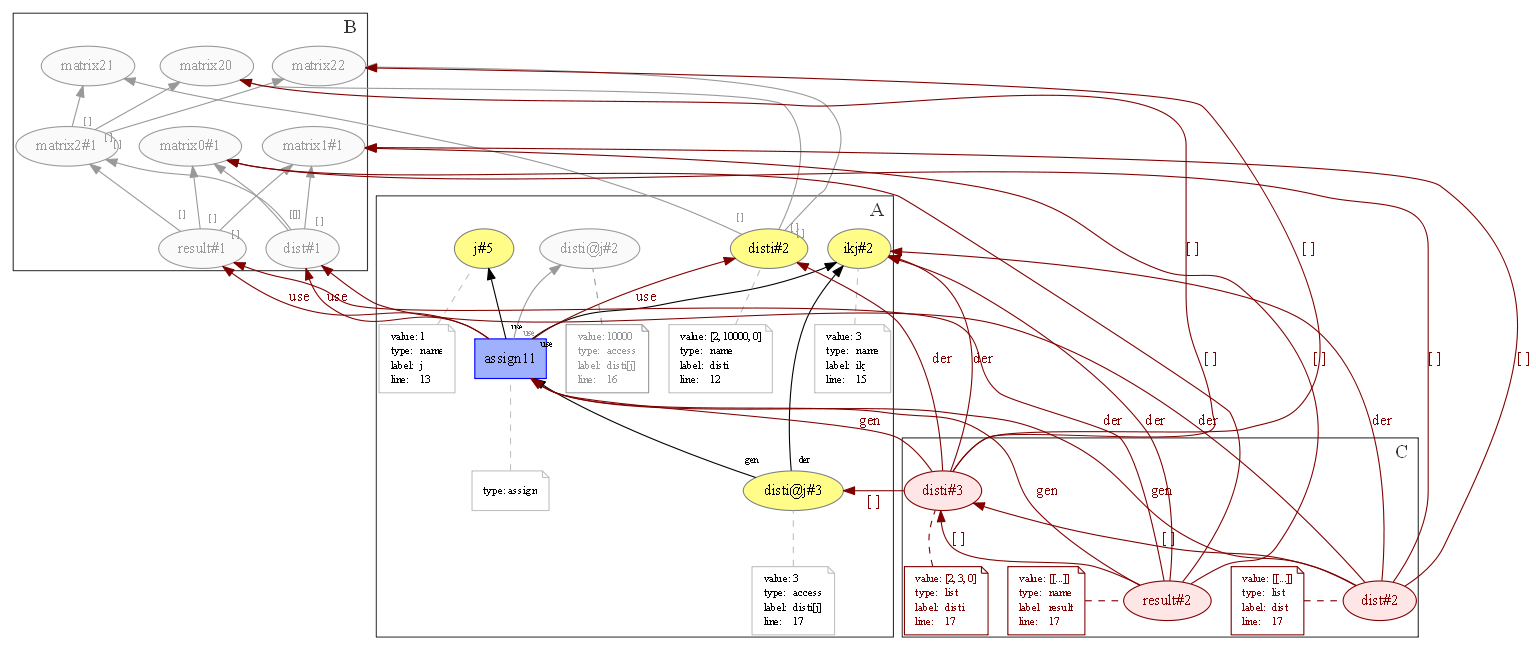 B
matrix21
matrix20
matrix22
[ ]
[ ]
[ ]
matrix2#1
matrix0#1
matrix1#1
[ ]
[ ]
[ ]
[[]]
[ ]
result#1
dist#1
A
[ ]
[ ]
[ ]
j#5
disti@j#2
disti#2
ikj#2
[ ]
[ ]
use
use
use
use
use
use
value: 1
type: name
label: j
line: 13
assign11
value: 10000
type: access
label: disti[j]
line: 16
value: [2, 10000, 0]
type: name
label: disti
line: 12
value: 3
type: name
label: ikj
line: 15
der
der
[ ]
[ ]
[ ]
[ ]
gen
der
der
der
der
C
gen
der
type: assign
disti@j#3
[ ]
disti#3
gen
gen
[ ]
[ ]
value: 3
type: access
label: disti[j]
line: 17
value: [2, 3, 0]
type: list
label: disti
line: 17
value: [[...]]
type: name
label: result
line: 17
result#2
value: [[...]]
type: list
label: dist
line: 17
dist#2